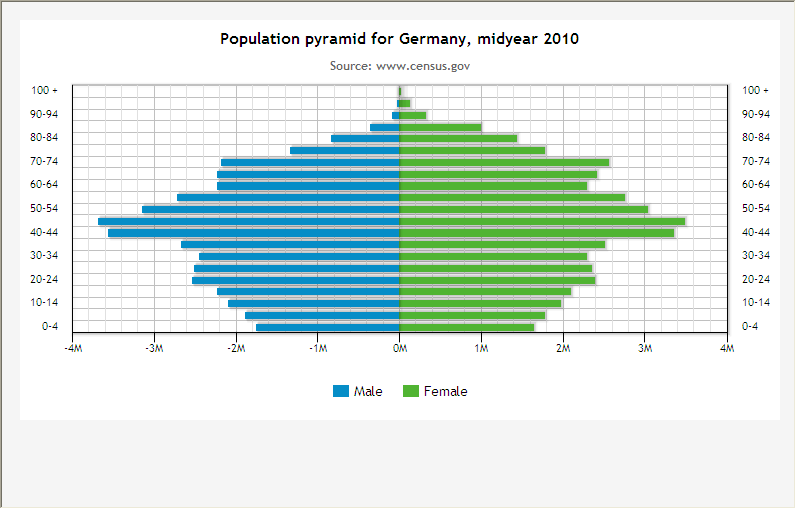 Population pyramid for Germany, midyear 2010
Source: www.census.gov
100 + 100 +
90-94 90-94
80-84 80-84
70-74 70-74
60-64 60-64
50-54 50-54
40-44 40-44
30-34 30-34
20-24 20-24
10-14 10-14
0-4 0-4
-4M -3M -2M -1M 0M 1M 2M 3M 4M
Male Female